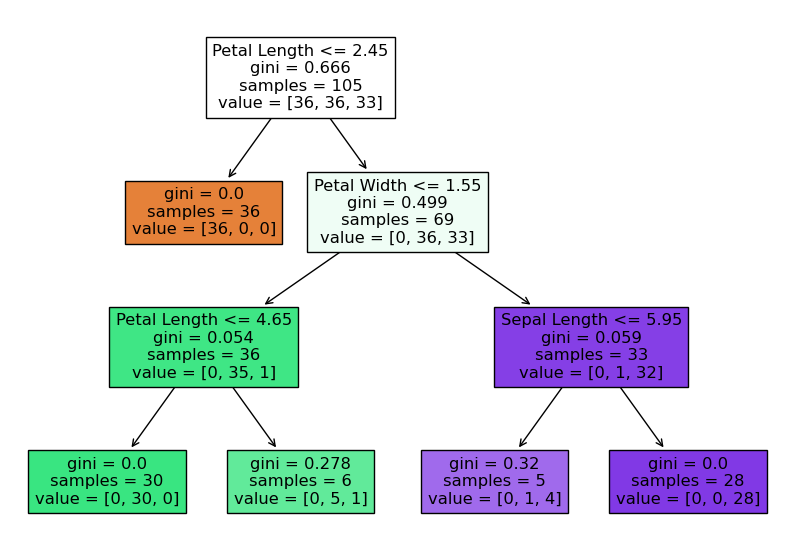 Petal Length <= 2.45
gini = 0.666
samples = 105
value = [36, 36, 33]
gini = 0.0
samples = 36
value = [36, 0, 0]
Petal Width <= 1.55
gini = 0.499
samples = 69
value = [0, 36, 33]
Petal Length <= 4.65
gini = 0.054
samples = 36
value = [0, 35, 1]
Sepal Length <= 5.95
gini = 0.059
samples = 33
value = [0, 1, 32]
gini = 0.0
samples = 30
value = [0, 30, 0]
gini = 0.278
samples = 6
value = [0, 5, 1]
gini = 0.32
samples = 5
value = [0, 1, 4]
gini = 0.0
samples = 28
value = [0, 0, 28]